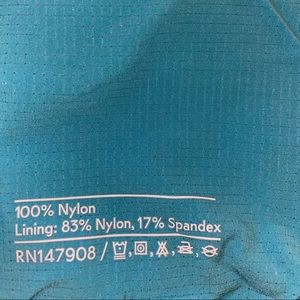 100% Nylon
Lining: 83% Nylon, 17% Spandex
RN147908 /